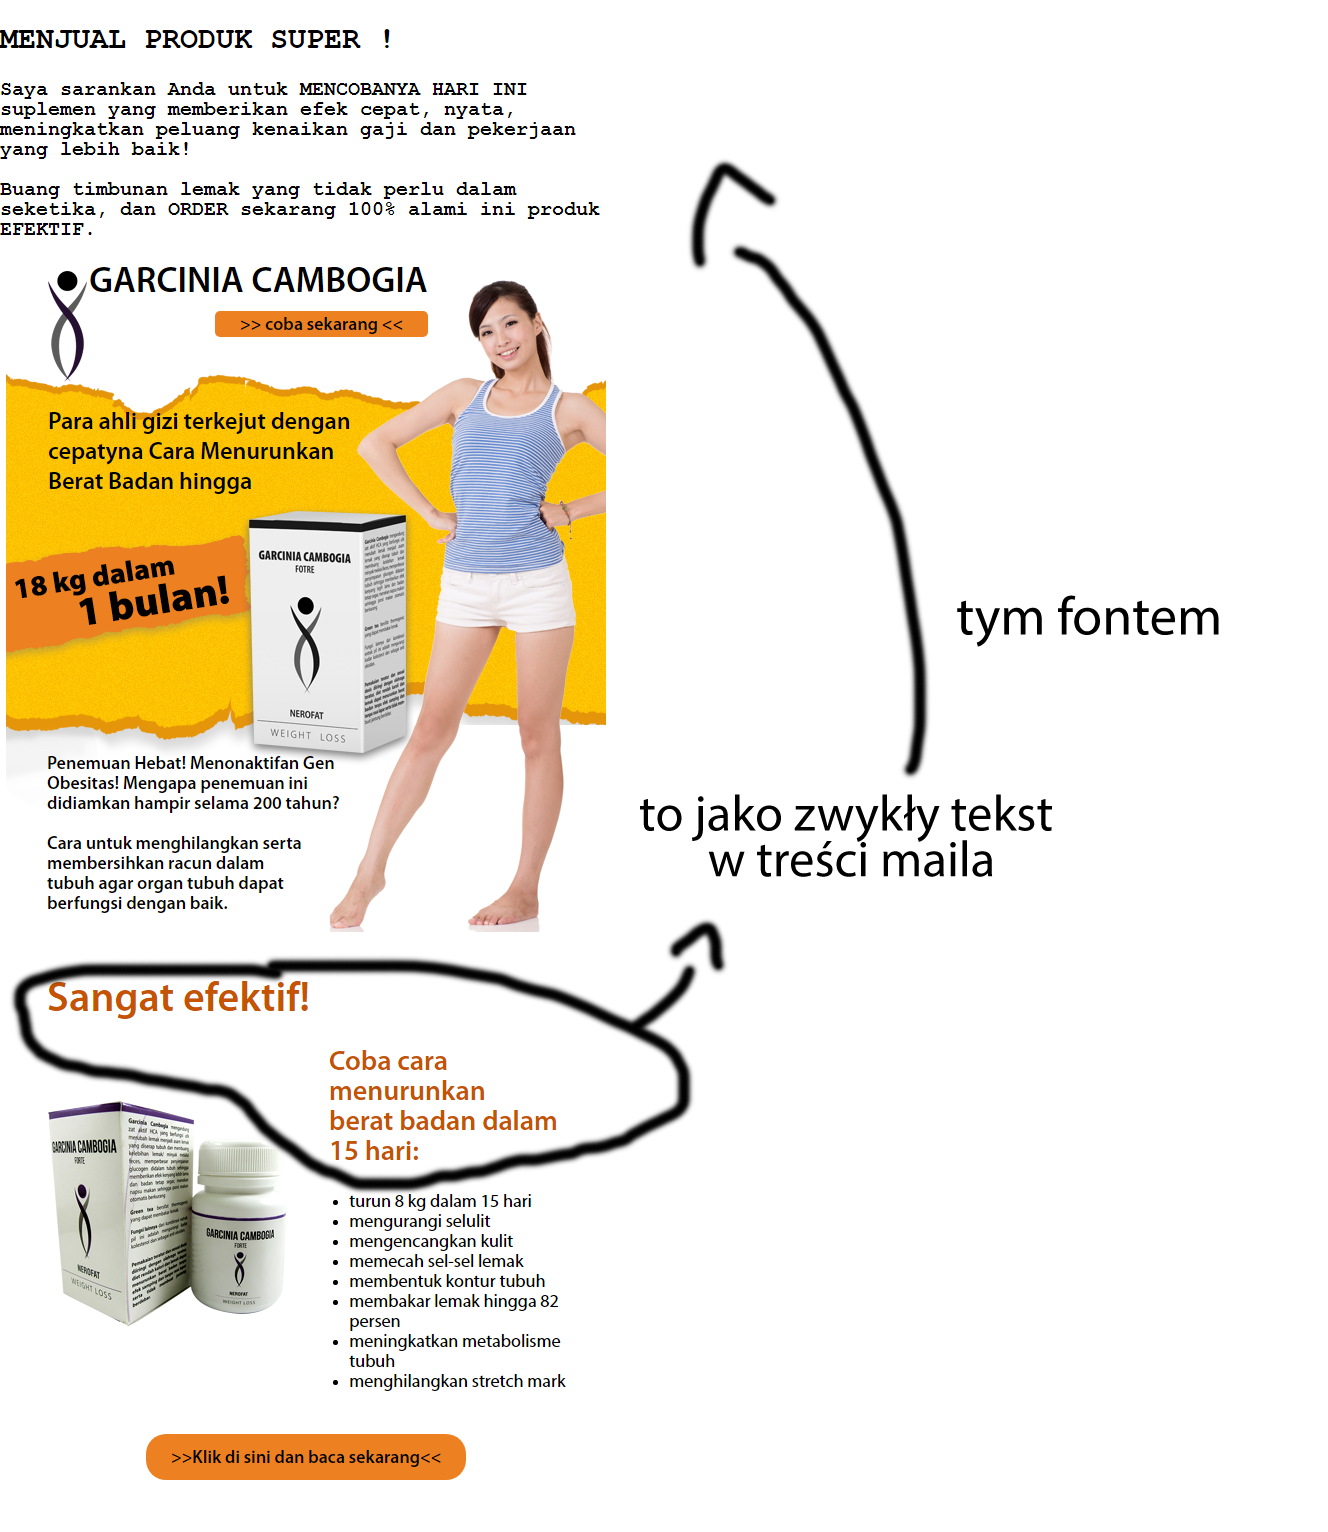 MENJUAL PRODUK SUPER !
Saya sarankan Anda untuk MENCOBANYA HARI INI
suplemen yang memberikan efek cepat, nyata,
meningkatkan peluang kenaikan gaji dan pekerjaan
yang lebih baik!
Buang timbunan lemak yang tidak perlu dalam
seketika, dan ORDER sekarang 100% alami ini produk
EFEKTIF.
GARCINIA CAMBOGIA
>> coba sekarang <<
Para ahli gizi terkejut dengan
cepatyna Cara Menurunkan
Berat Badan hingga
18 kg dalam
1 bulan!
GARCINIA CAMBOGIA
FOTRE
NEROFAT
WEIGHT LOSS
tym fontem
Penemuan Hebat! Menonaktifan Gen
Obesitas! Mengapa penemuan ini
didiamkan hampir selama 200 tahun?
Cara untuk menghilangkan serta
membersihkan racun dalam
tubuh agar organ tubuh dapat
berfungsi dengan baik.
to jako zwykły tekst
w treści maila
Sangat efektif!
Coba cara
menurunkan
berat badan dalam
15 hari:
GARCINIA CAMBOGIA
FORTE
NEROFAT
WEIGHT LOSS
GARCINIA CAMBOGIA
FORTE
NEROFAT
WEIGHT LOSS
• turun 8 kg dalam 15 hari
• mengurangi selulit
• mengencangkan kulit
• memecah sel-sel lemak
• membentuk kontur tubuh
• membakar lemak hingga 82
persen
• meningkatkan metabolisme
tubuh
• menghilangkan stretch mark
>>Klik di sini dan baca sekarang<<